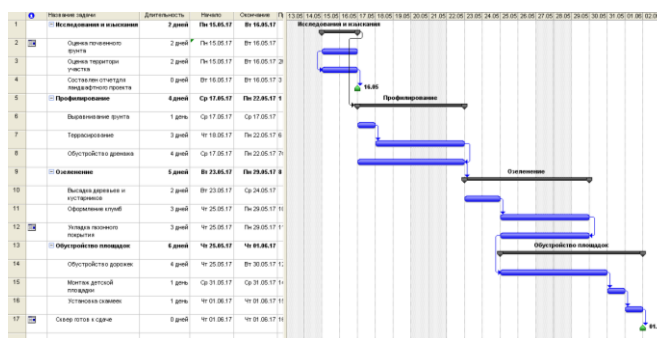 Название задачи Длительность Начало Окончание 13.05 14.05 15.05 16.05 17.05 18.05 19.05 20.05 21.05 22.05 23.05 24.05 25.05 26.05 27.05 28.05 29.05 30.05 31.05 01.06 02.0
1 Исследования и изыскания 2 дней Пн 15.05.17 Вт 16.05.17 Исследования и изыскания
2 Оценка почвенного грунта 2 дней Пн 15.05.17 Вт 16.05.17
3 Оценка территори участка 2 дней Пн 15.05.17 Вт 16.05.17
4 Составлен отчет для ландшафтного проекта 0 дней Вт 16.05.17 Вт 16.05.17 3 16.05
5 Профилирование 4 дней Ср 17.05.17 Пн 22.05.17 1 Профилирование
6 Выравнивание грунта 1 день Ср 17.05.17 Ср 17.05.17
7 Террасирование 3 дней Чт 18.05.17 Пн 22.05.17 6
8 Обустройство дренажа 4 дней Ср 17.05.17 Пн 22.05.17
9 Озеленение 5 дней Вт 23.05.17 Пн 29.05.17 8 Озеленение
10 Высадка деревьев и кустарников 2 дней Вт 23.05.17 Ср 24.05.17
11 Оформление клумб 3 дней Чт 25.05.17 Пн 29.05.17
12 Укладка газонного покрытия 3 дней Чт 25.05.17 Пн 29.05.17
13 Обустройство площадок 6 дней Чт 25.05.17 Чт 01.06.17 Обустройство площадок
14 Обустройство дорожек 4 дней Чт 25.05.17 Вт 30.05.17
15 Монтаж детской площадки 1 день Ср 31.05.17 Ср 31.05.17
16 Установка скамеек 1 день Чт 01.06.17 Чт 01.06.17
17 Сквер готов к сдаче 0 дней Чт 01.06.17 Чт 01.06.17 01.